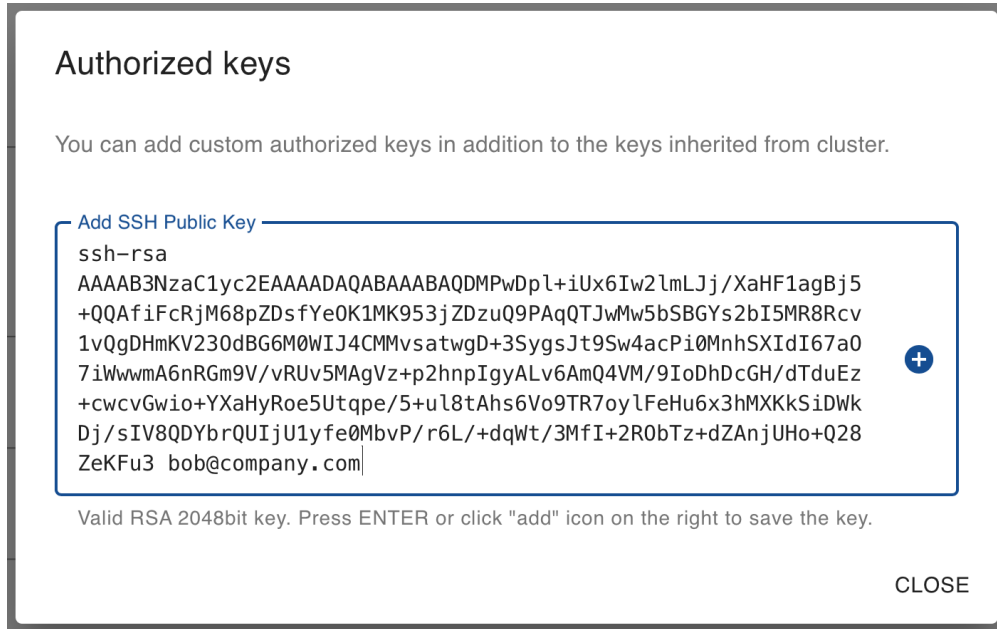 Authorized keys
You can add custom authorized keys in addition to the keys inherited from cluster.
Add SSH Public Key
ssh-rsa
AAAAB3NzaC1yc2EAAAADAQABAAABAQDMPwDpl+iUx6Iw2lmLJj/XaHF1agBj5
+QQAfiFcRjM68pZDsfYeOK1MK953jZDzuQ9PAqQTJwMw5bSBGYs2bI5MR8Rcv
1vQgDHmKV23OdBG6M0WIJ4CMMvsatwgD+3SygsJt9Sw4acPi0MnhSXIdI67aO
7iWwwmA6nRGm9V/vRUv5MAgVz+p2hnpIgyALv6AmQ4VM/9IoDhDcGH/dTduEz
+cwcvGwio+YXaHyRoe5Utqpe/5+ul8tAhs6Vo9TR7oylFeHu6x3hMXKkSiDWk
Dj/sIV8QDYbrQUIjU1yfe0MbvP/r6L/+dqWt/3MfI+2RObTz+dZAnjUHo+Q28
ZeKFu3 bob@company.com
Valid RSA 2048bit key. Press ENTER or click "add" icon on the right to save the key.
CLOSE